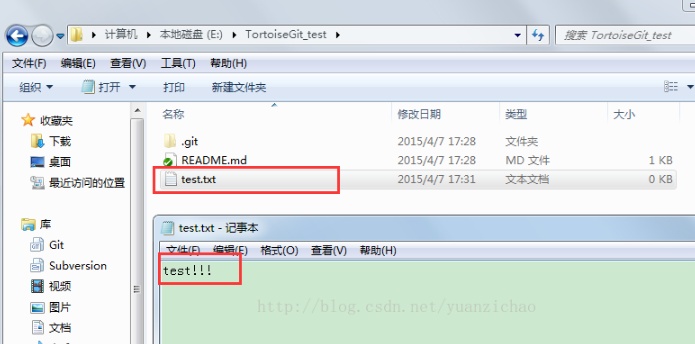 计算机 ▸ 本地磁盘 (E:) ▸ TortoiseGit_test ▸
搜索 TortoiseGit_test
文件(F) 编辑(E) 查看(V) 工具(T) 帮助(H)
组织 打开 打印 新建文件夹
名称 修改日期 类型 大小
收藏夹
下载
桌面
最近访问的位置
库
Git
Subversion
视频
图片
文档
.git 2015/4/7 17:28 文件夹
README.md 2015/4/7 17:28 MD 文件 1 KB
test.txt 2015/4/7 17:31 文本文档 0 KB
test.txt - 记事本
文件(F) 编辑(E) 格式(O) 查看(V) 帮助(H)
test!!!
http://blog.csdn.net/yuanzichao